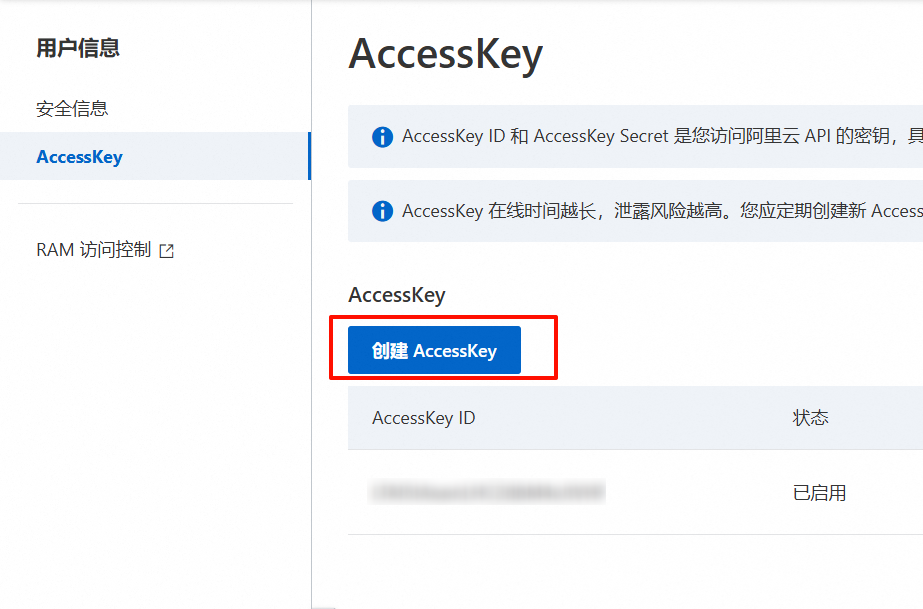 用户信息
安全信息
AccessKey
RAM 访问控制
AccessKey
AccessKey ID 和 AccessKey Secret 是您访问阿里云 API 的密钥，具
AccessKey 在线时间越长，泄露风险越高。您应定期创建新 Access
AccessKey
创建 AccessKey
AccessKey ID 状态
已启用